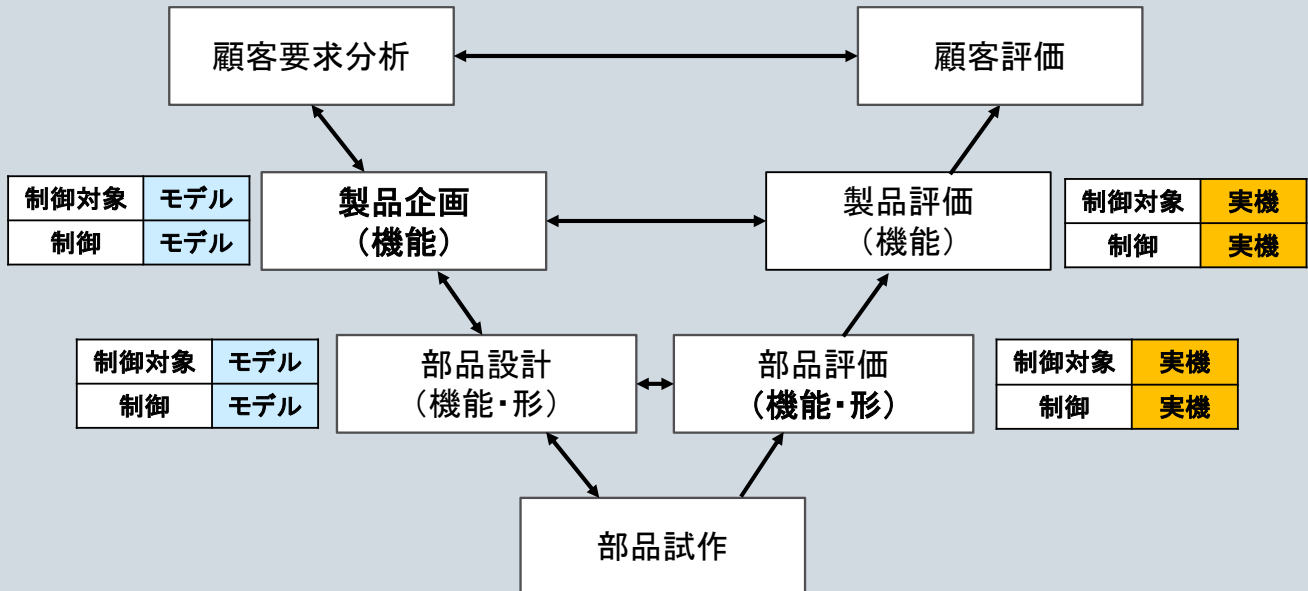 顧客要求分析
顧客評価
制御対象 モデル
制御 モデル
製品企画
（機能）
製品評価
（機能）
制御対象 実機
制御 実機
制御対象 モデル
制御 モデル
部品設計
（機能・形）
部品評価
（機能・形）
制御対象 実機
制御 実機
部品試作